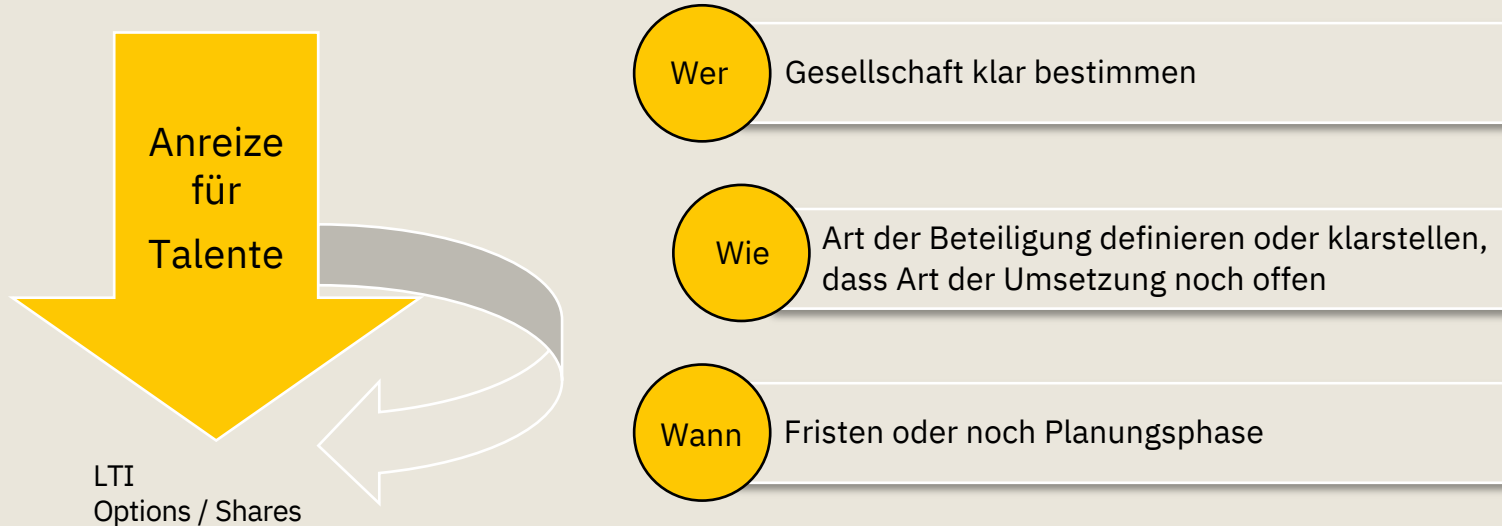 Anreize
für
Talente
LTI
Options / Shares
Wer
Gesellschaft klar bestimmen
Wie
Art der Beteiligung definieren oder klarstellen,
dass Art der Umsetzung noch offen
Wann
Fristen oder noch Planungsphase